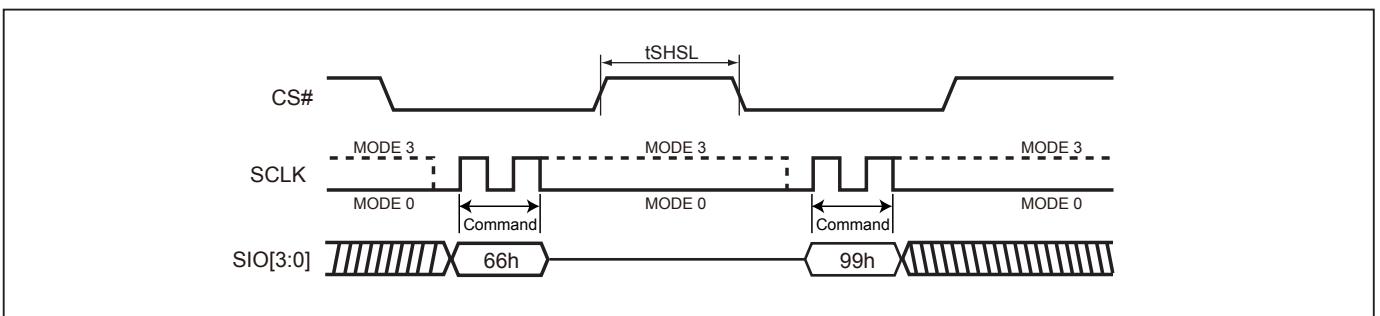 tSHSL
CS#
MODE 3 MODE 3 MODE 3
SCLK
MODE 0 MODE 0 MODE 0
Command Command
SIO[3:0] 66h 99h